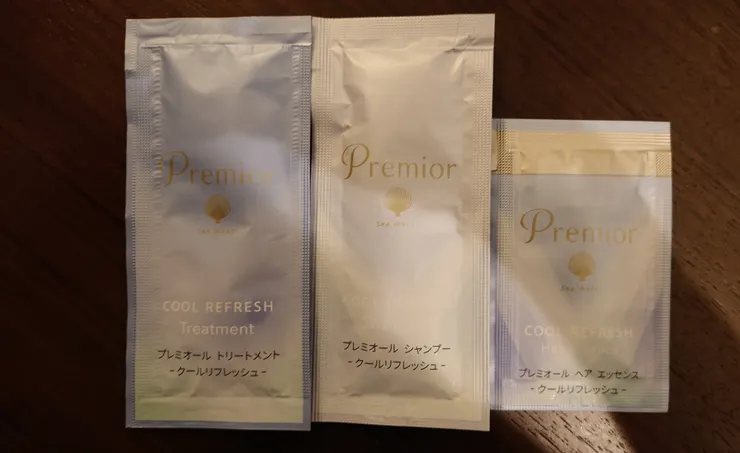 Premior
COOL REFRESH
Treatment
プレミオール トリートメント
- クールリフレッシュ -
Premior
プレミオール シャンプー
- クールリフレッシュ -
Premior
COOL REFRESH
プレミオール ヘア エッセンス
- クールリフレッシュ -